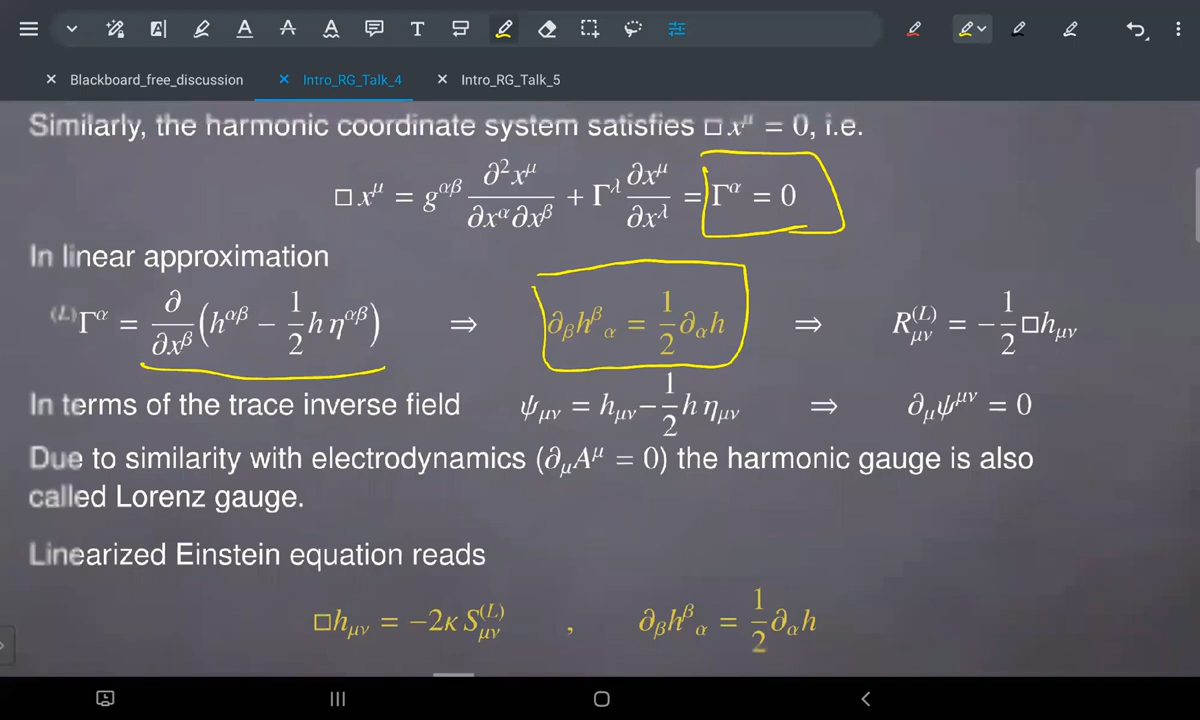 Blackboard_free_discussion Intro_RG_Talk_4 Intro_RG_Talk_5
Similarly, the harmonic coordinate system satisfies □ x^μ = 0, i.e.
□ x^μ = g^{αβ} ∂²x^μ/∂x^α∂x^β + Γ^λ ∂x^μ/∂x^λ = Γ^α = 0
In linear approximation
^{(L)}Γ^α = ∂/∂x^β (h^{αβ} − 1/2 h η^{αβ}) ⇒ ∂_β h^β_α = 1/2 ∂_α h ⇒ R^{(L)}_{μν} = −1/2 □h_{μν}
In terms of the trace inverse field ψ_{μν} = h_{μν} − 1/2 h η_{μν} ⇒ ∂_μ ψ^{μν} = 0
Due to similarity with electrodynamics (∂_μ A^μ = 0) the harmonic gauge is also
called Lorenz gauge.
Linearized Einstein equation reads
□h_{μν} = −2κ S^{(L)}_{μν} , ∂_β h^β_α = 1/2 ∂_α h